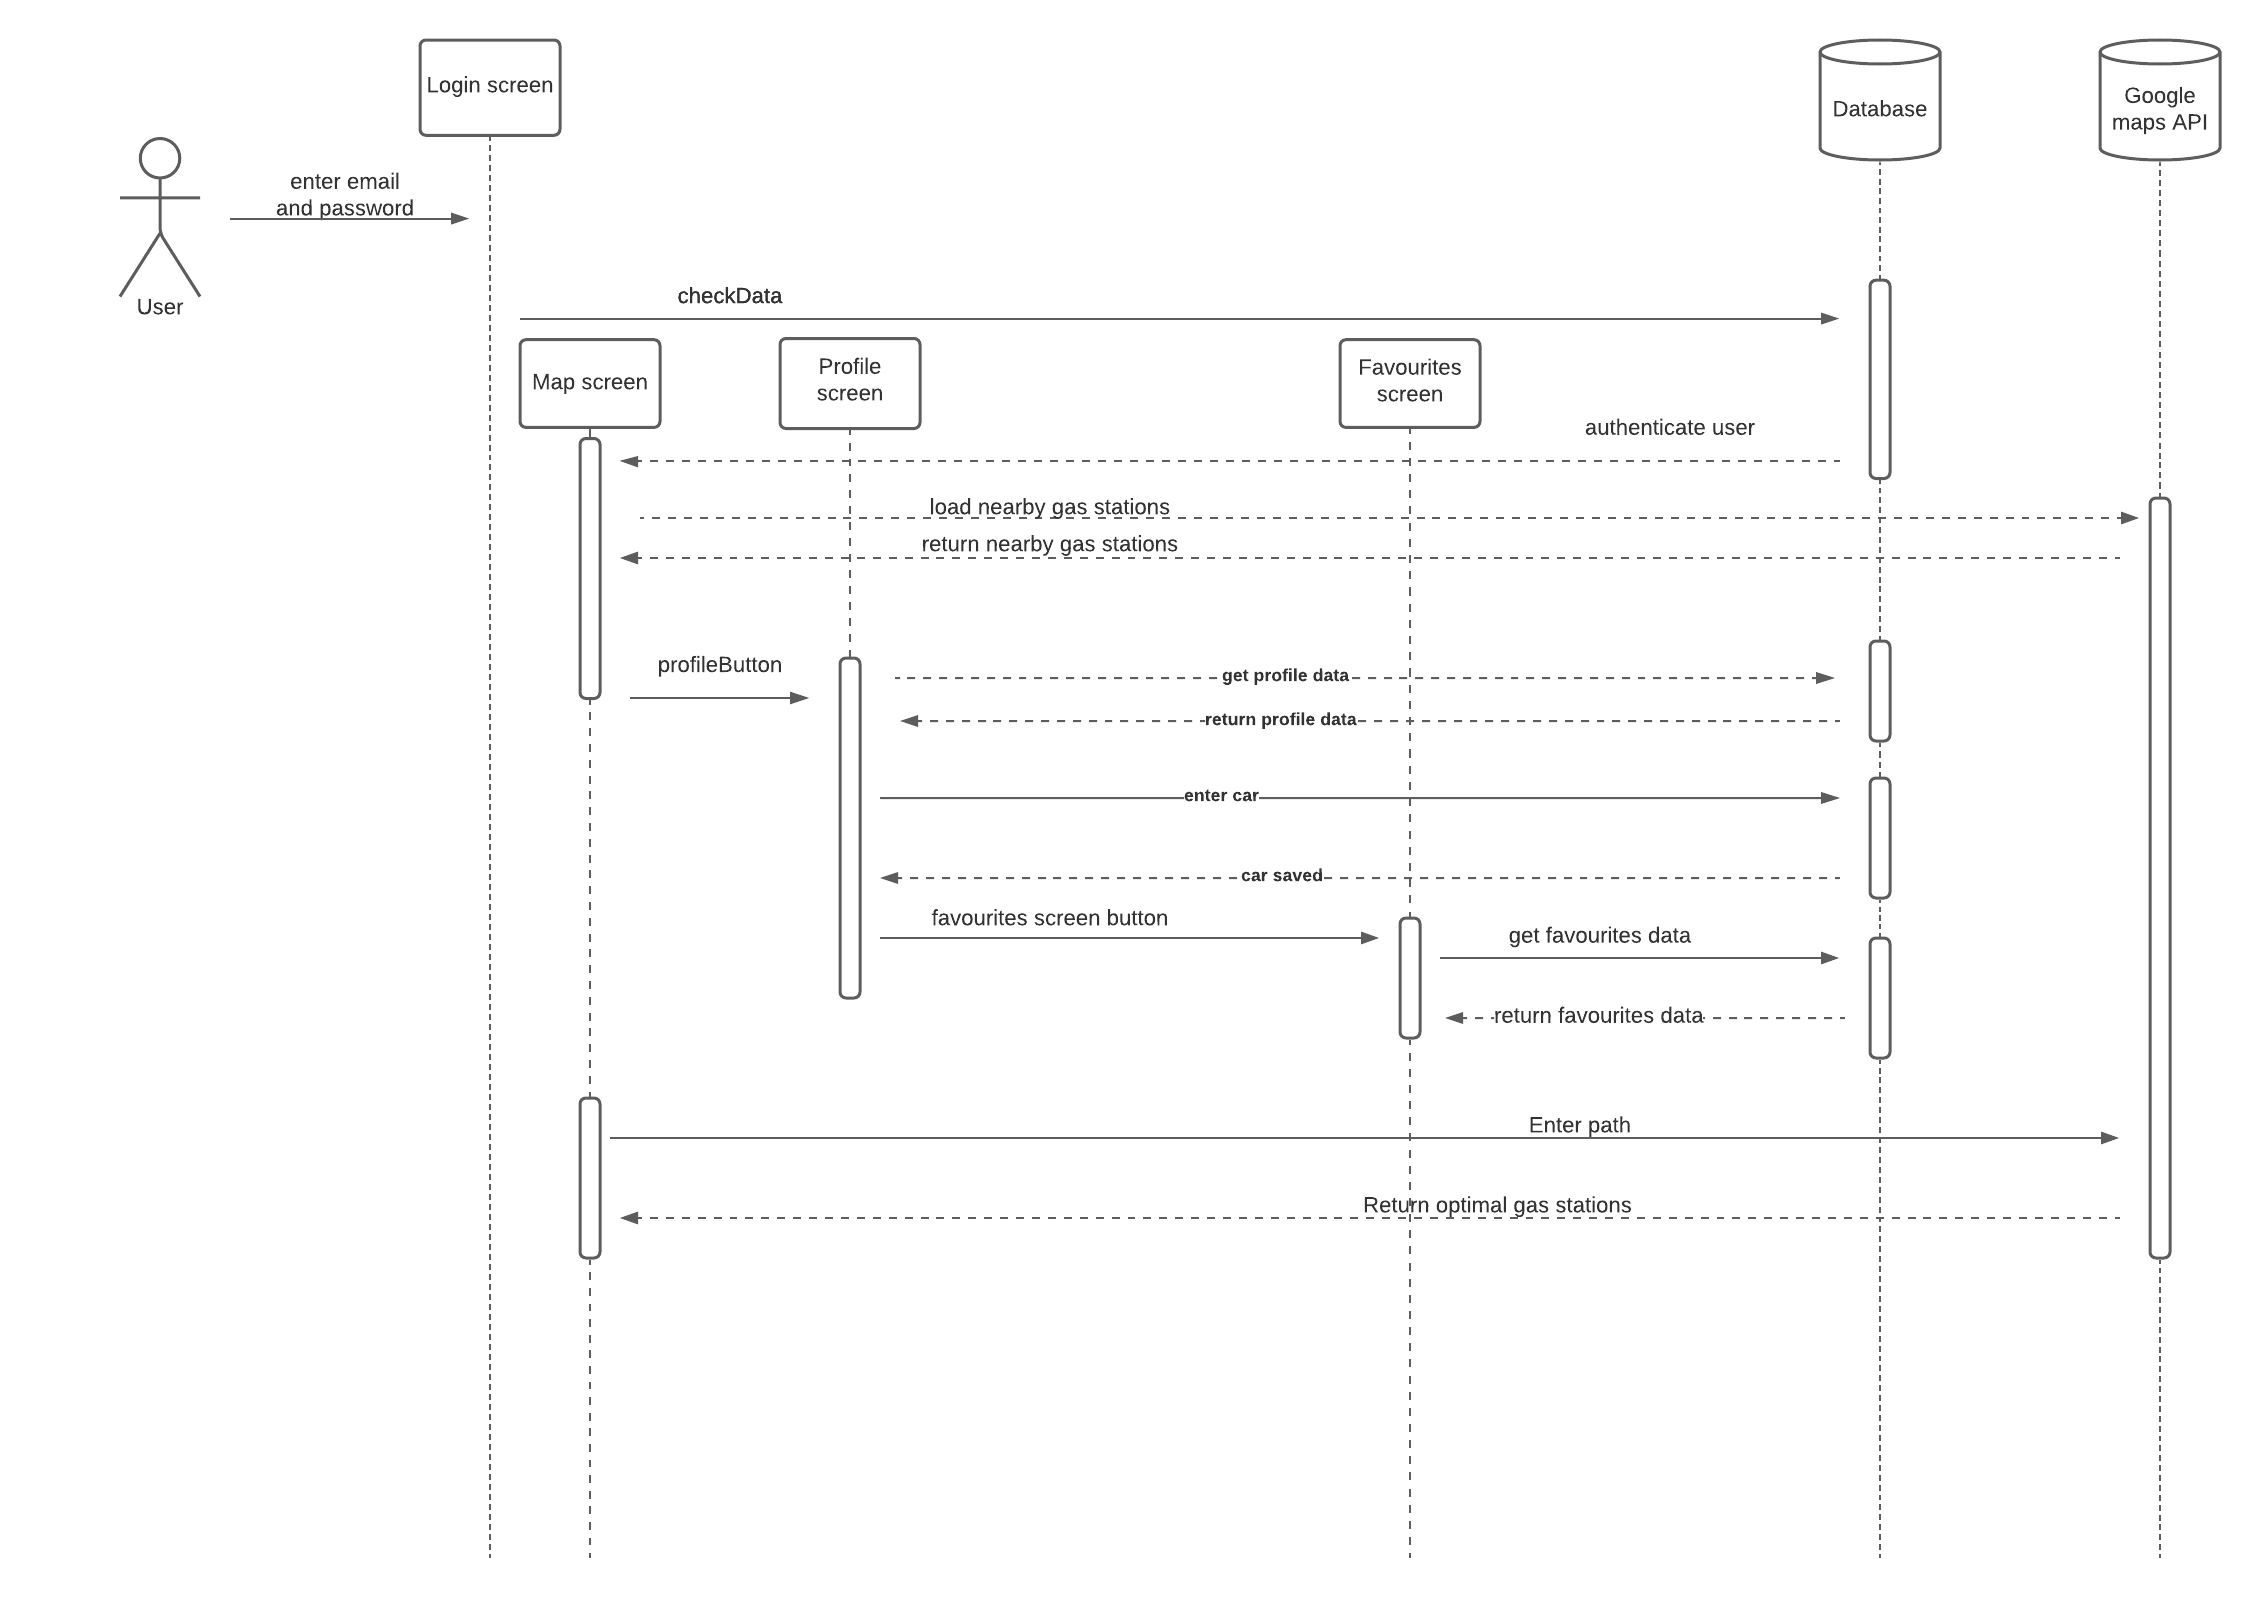 Login screen
Database
Google
maps API
enter email
and password
User
checkData
Map screen
Profile
screen
Favourites
screen
authenticate user
load nearby gas stations
return nearby gas stations
profileButton
get profile data
return profile data
enter car
car saved
favourites screen button
get favourites data
return favourites data
Enter path
Return optimal gas stations